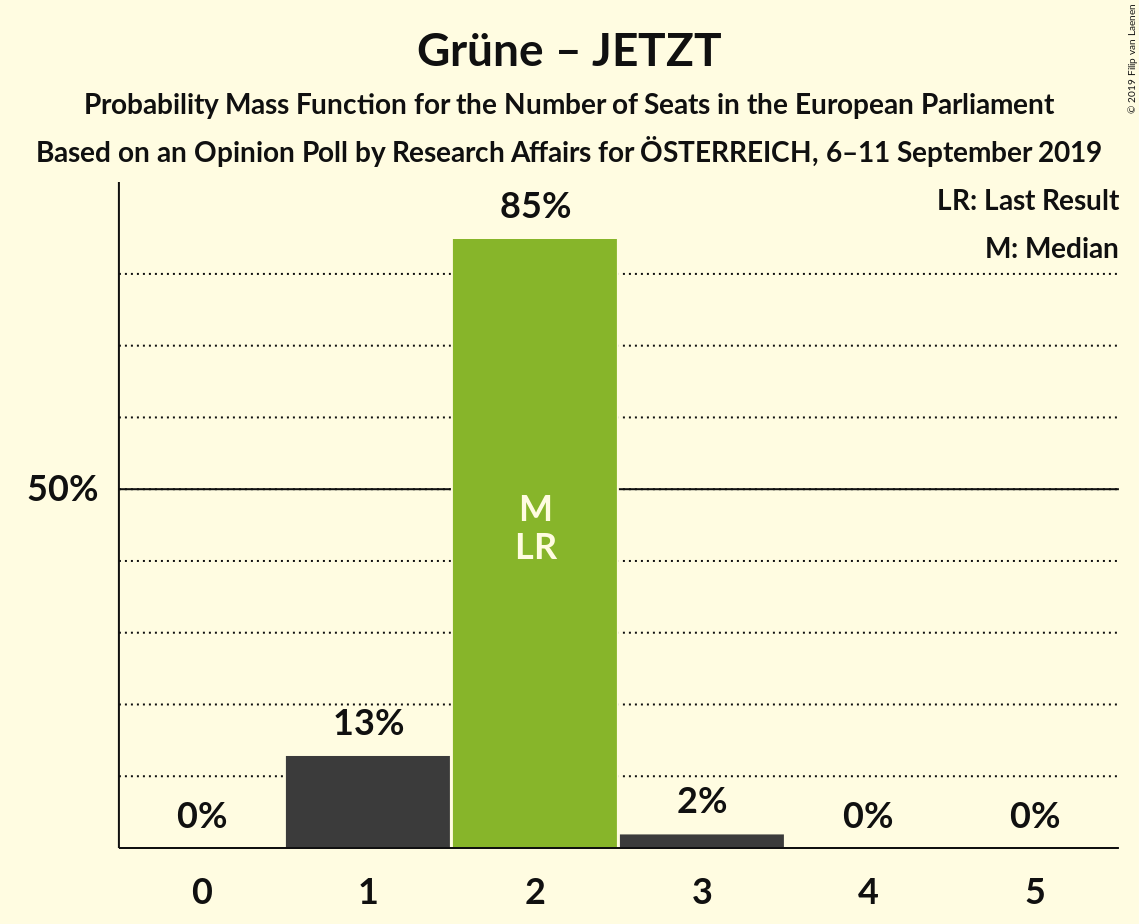 Grüne – JETZT
Probability Mass Function for the Number of Seats in the European Parliament
Based on an Opinion Poll by Research Affairs for ÖSTERREICH, 6–11 September 2019
© 2019 Filip van Laenen
LR: Last Result
M: Median
85%
50%
M
LR
13%
0%
2%
0%
0%
0
1
2
3
4
5